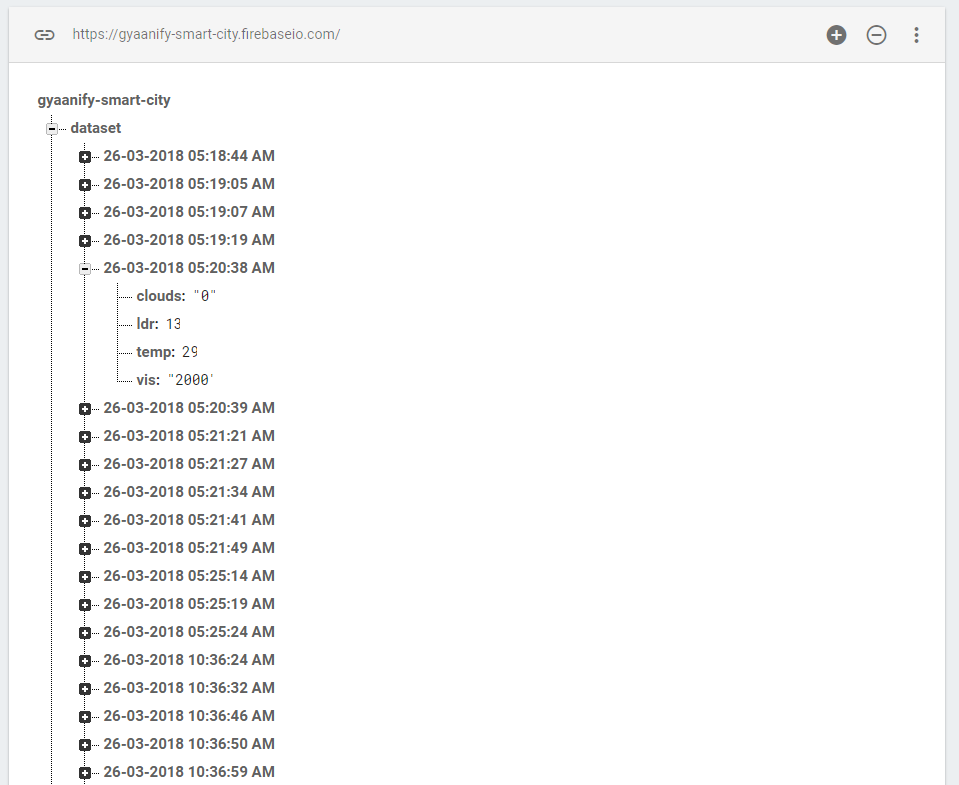 https://gyaanify-smart-city.firebaseio.com/
gyaanify-smart-city
dataset
26-03-2018 05:18:44 AM
26-03-2018 05:19:05 AM
26-03-2018 05:19:07 AM
26-03-2018 05:19:19 AM
26-03-2018 05:20:38 AM
clouds: "0"
ldr: 13
temp: 29
vis: "2000"
26-03-2018 05:20:39 AM
26-03-2018 05:21:21 AM
26-03-2018 05:21:27 AM
26-03-2018 05:21:34 AM
26-03-2018 05:21:41 AM
26-03-2018 05:21:49 AM
26-03-2018 05:25:14 AM
26-03-2018 05:25:19 AM
26-03-2018 05:25:24 AM
26-03-2018 10:36:24 AM
26-03-2018 10:36:32 AM
26-03-2018 10:36:46 AM
26-03-2018 10:36:50 AM
26-03-2018 10:36:59 AM